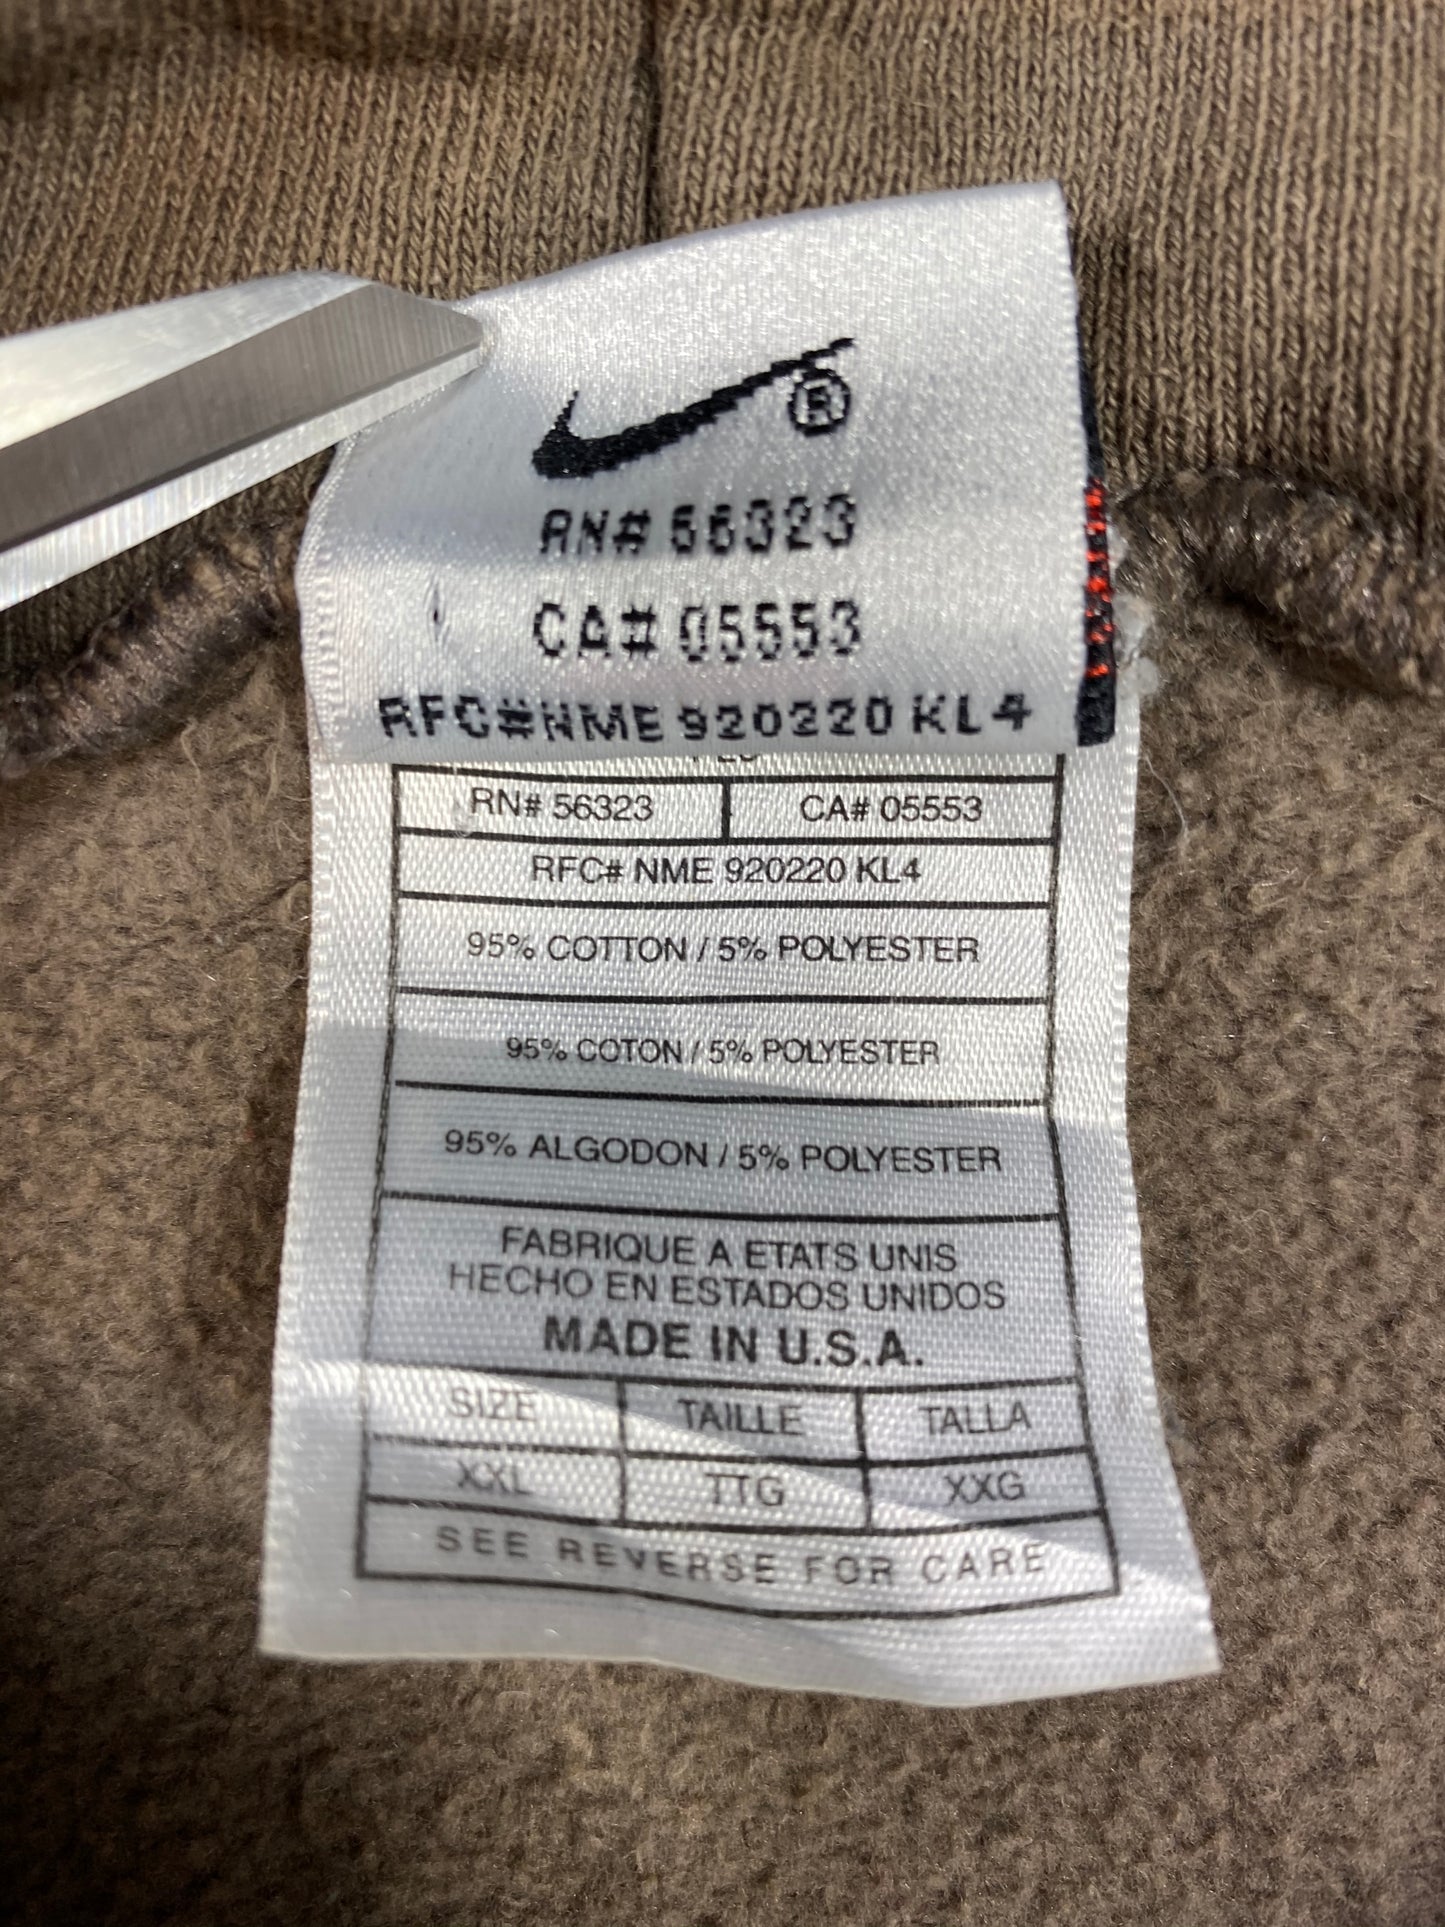 ®
RN# 56323
CA# 05553
RFC#NME 920220 KL4
RN# 56323 CA# 05553
RFC# NME 920220 KL4
95% COTTON / 5% POLYESTER
95% COTON / 5% POLYESTER
95% ALGODON / 5% POLYESTER
FABRIQUE A ETATS UNIS
HECHO EN ESTADOS UNIDOS
MADE IN U.S.A.
SIZE TAILLE TALLA
XXL TTG XXG
SEE REVERSE FOR CARE